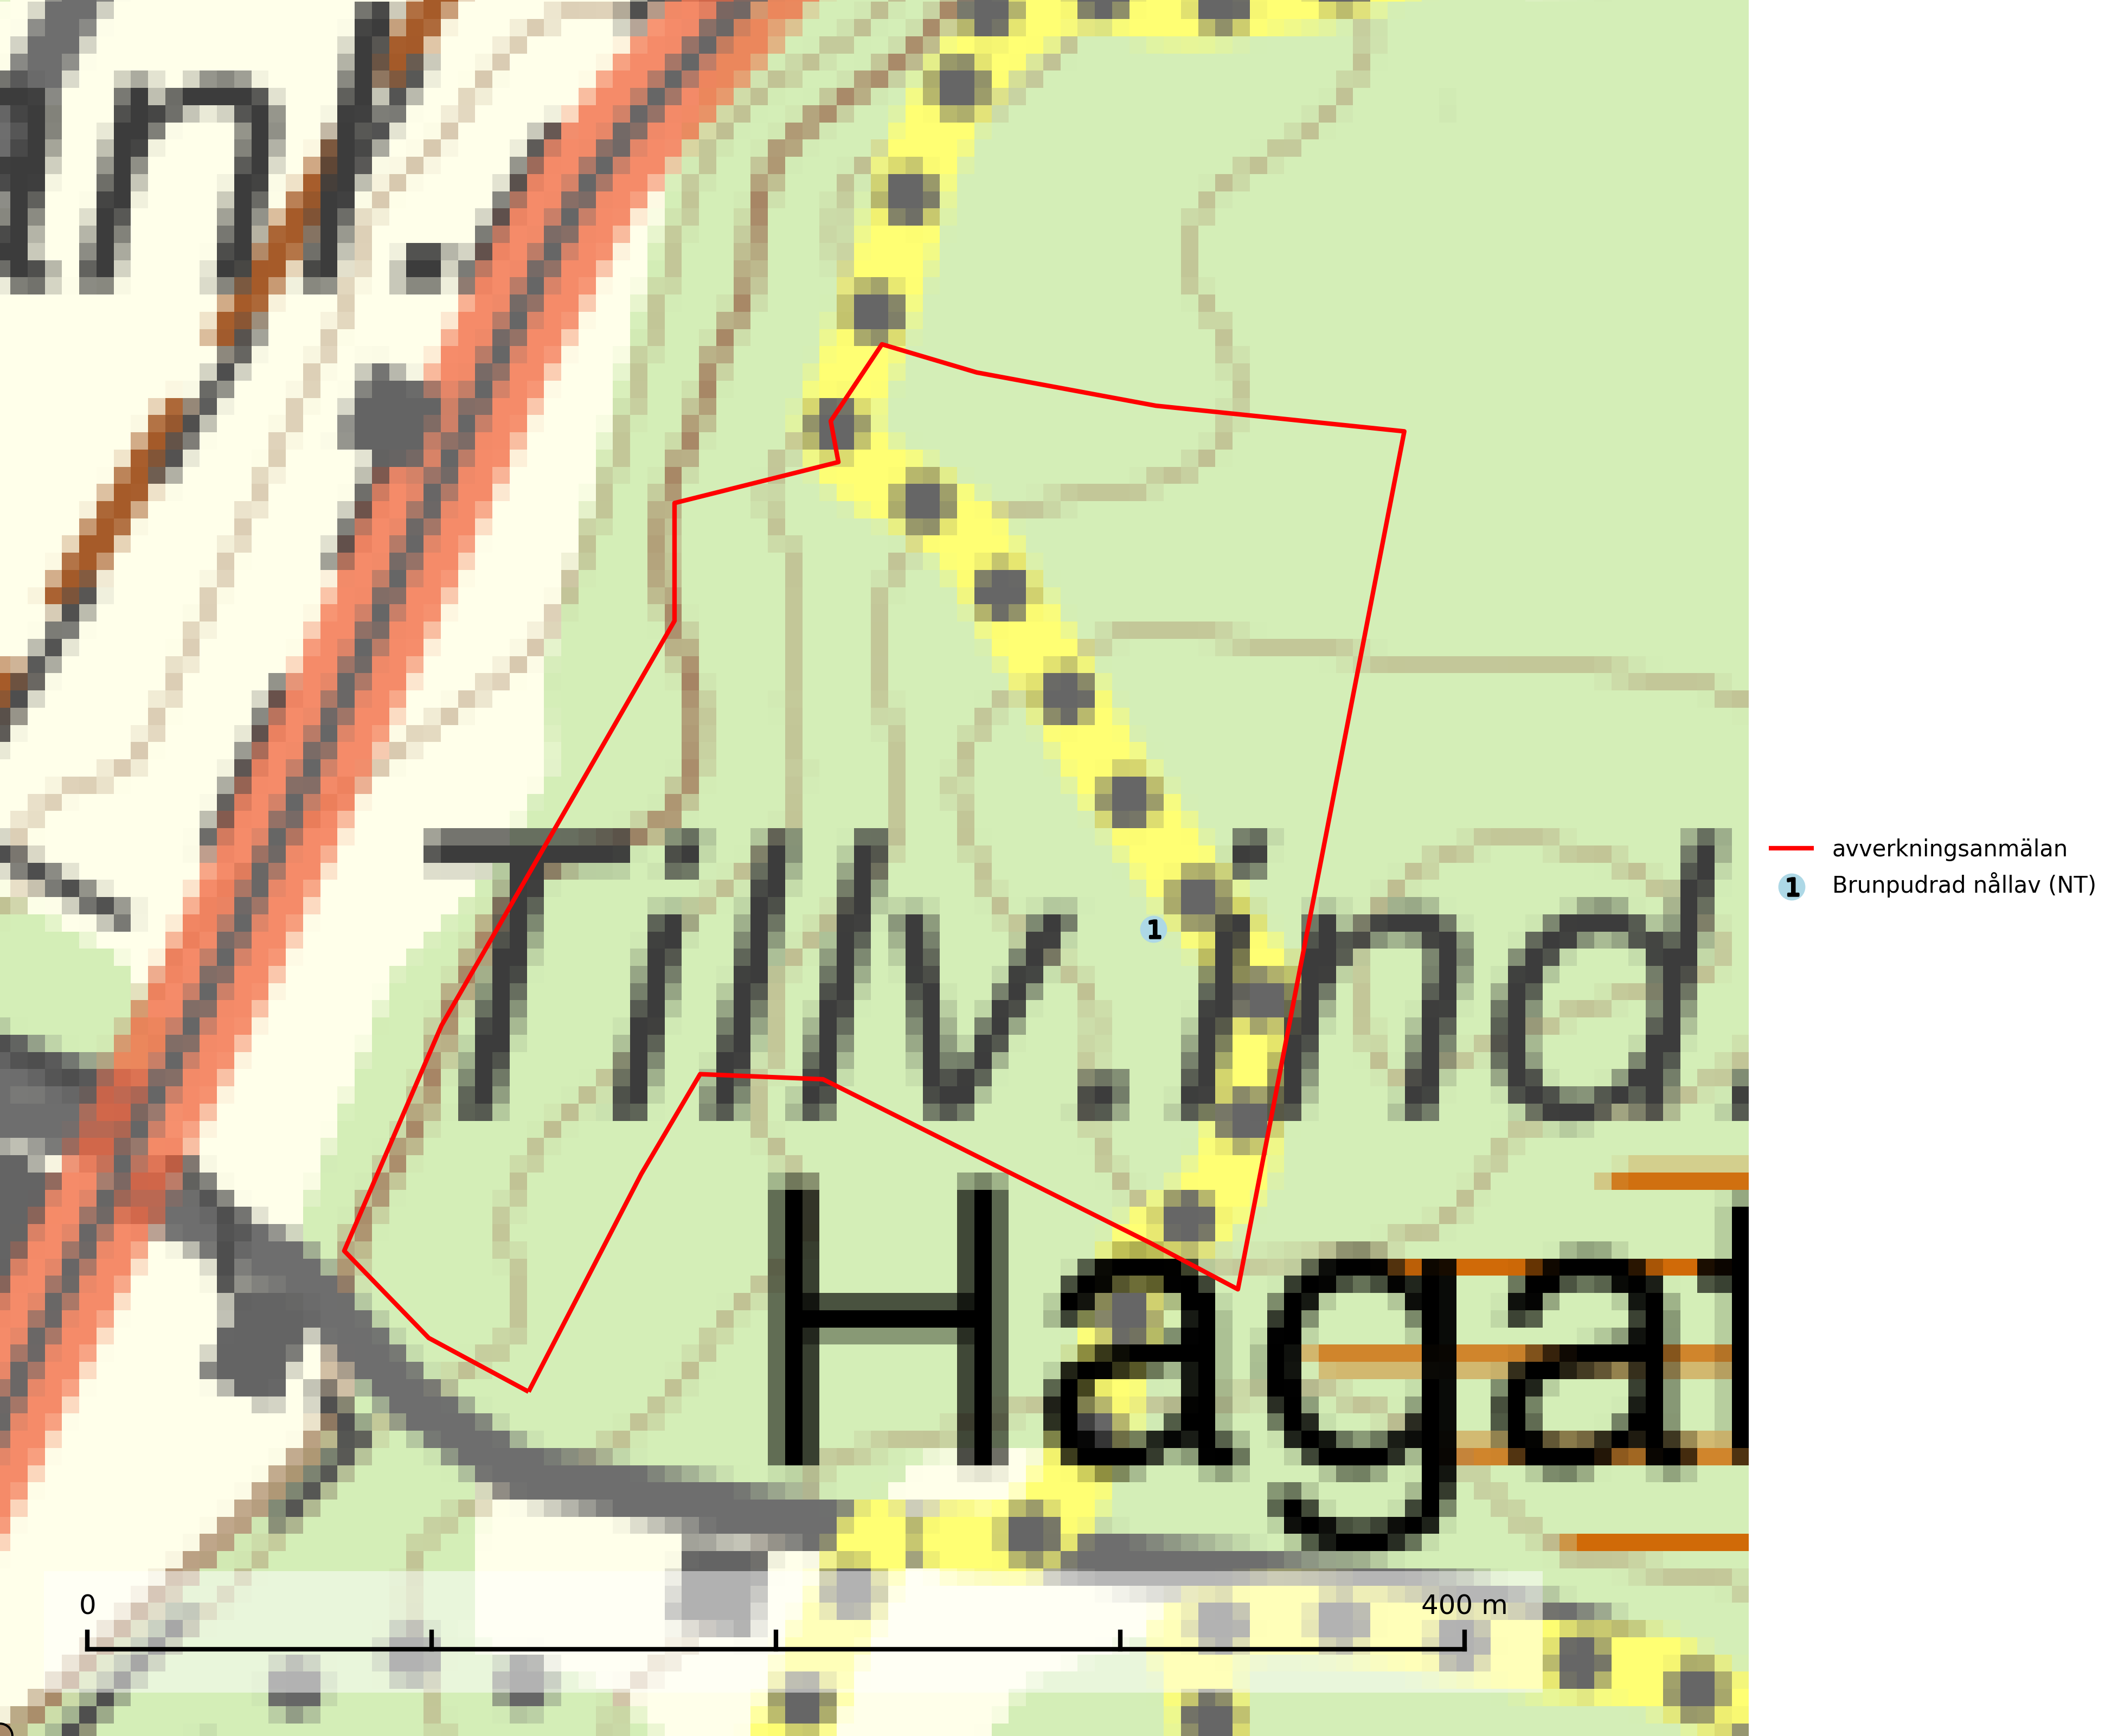 Tillv.ind.
Haga
avverkningsanmälan
1 Brunpudrad nållav (NT)
1
0 400 m